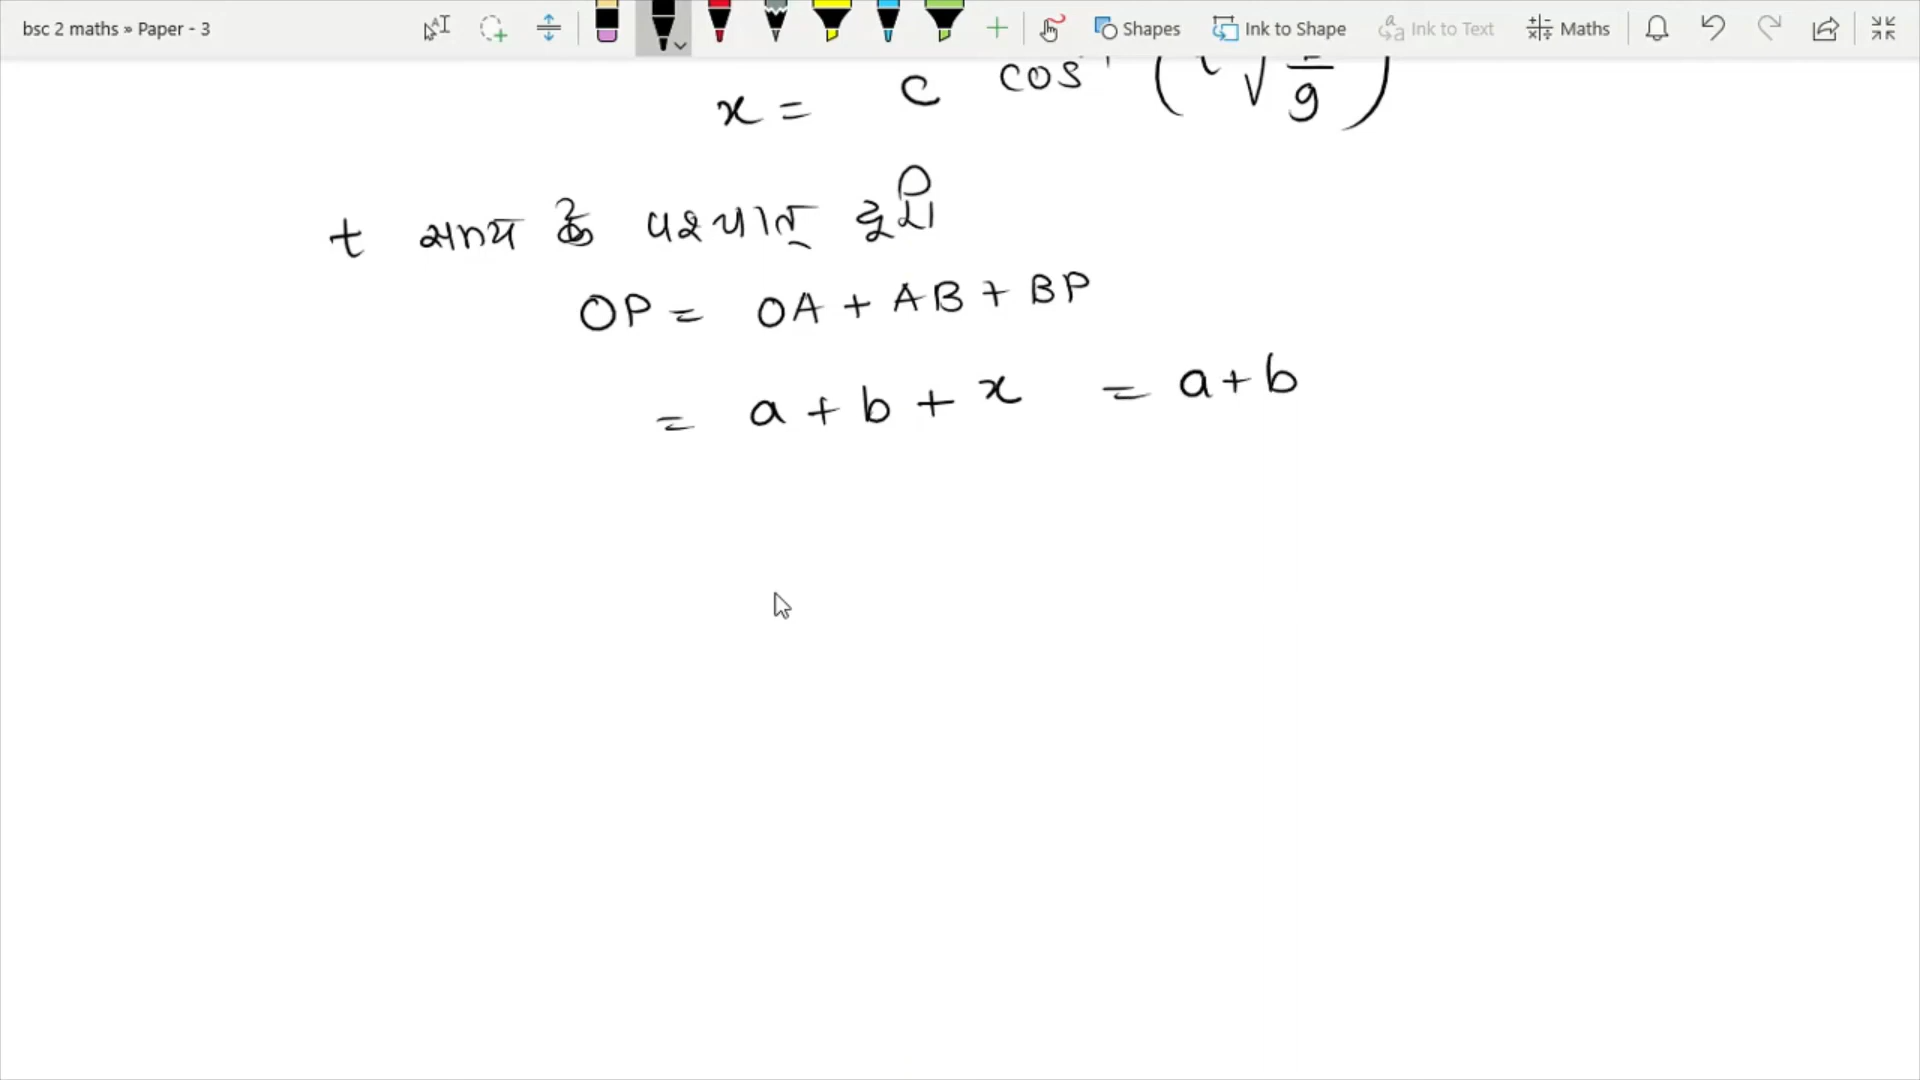 bsc 2 maths » Paper - 3
Shapes Ink to Shape Ink to Text Maths
x = c cos ( √ g )
t समय के पश्चात् दूरी
OP = OA + AB + BP
= a + b + x = a + b